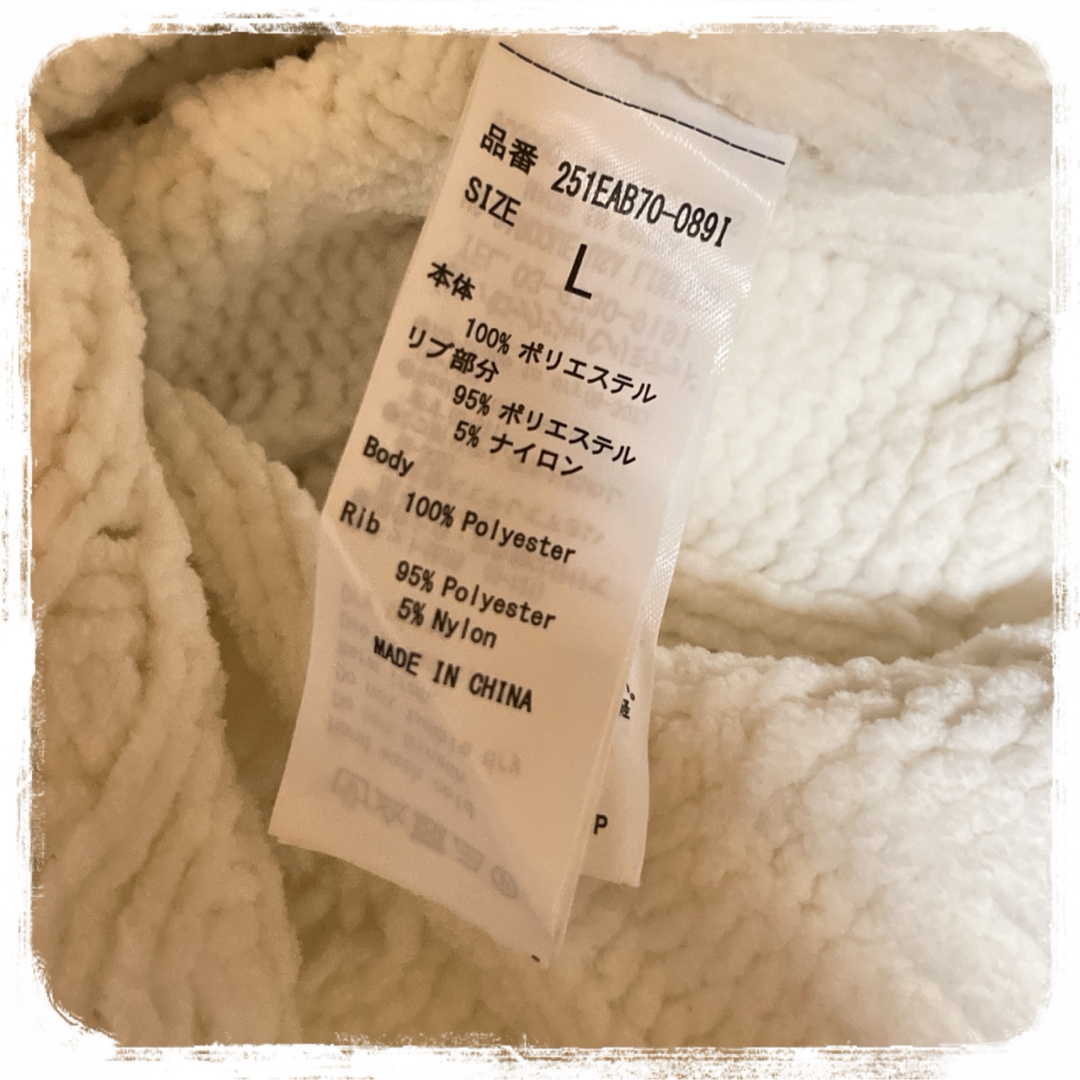 品番 251EAB70-089I
SIZE
L
本体
100% ポリエステル
リブ部分
95% ポリエステル
5% ナイロン
Body
100% Polyester
Rib
95% Polyester
5% Nylon
MADE IN CHINA
P